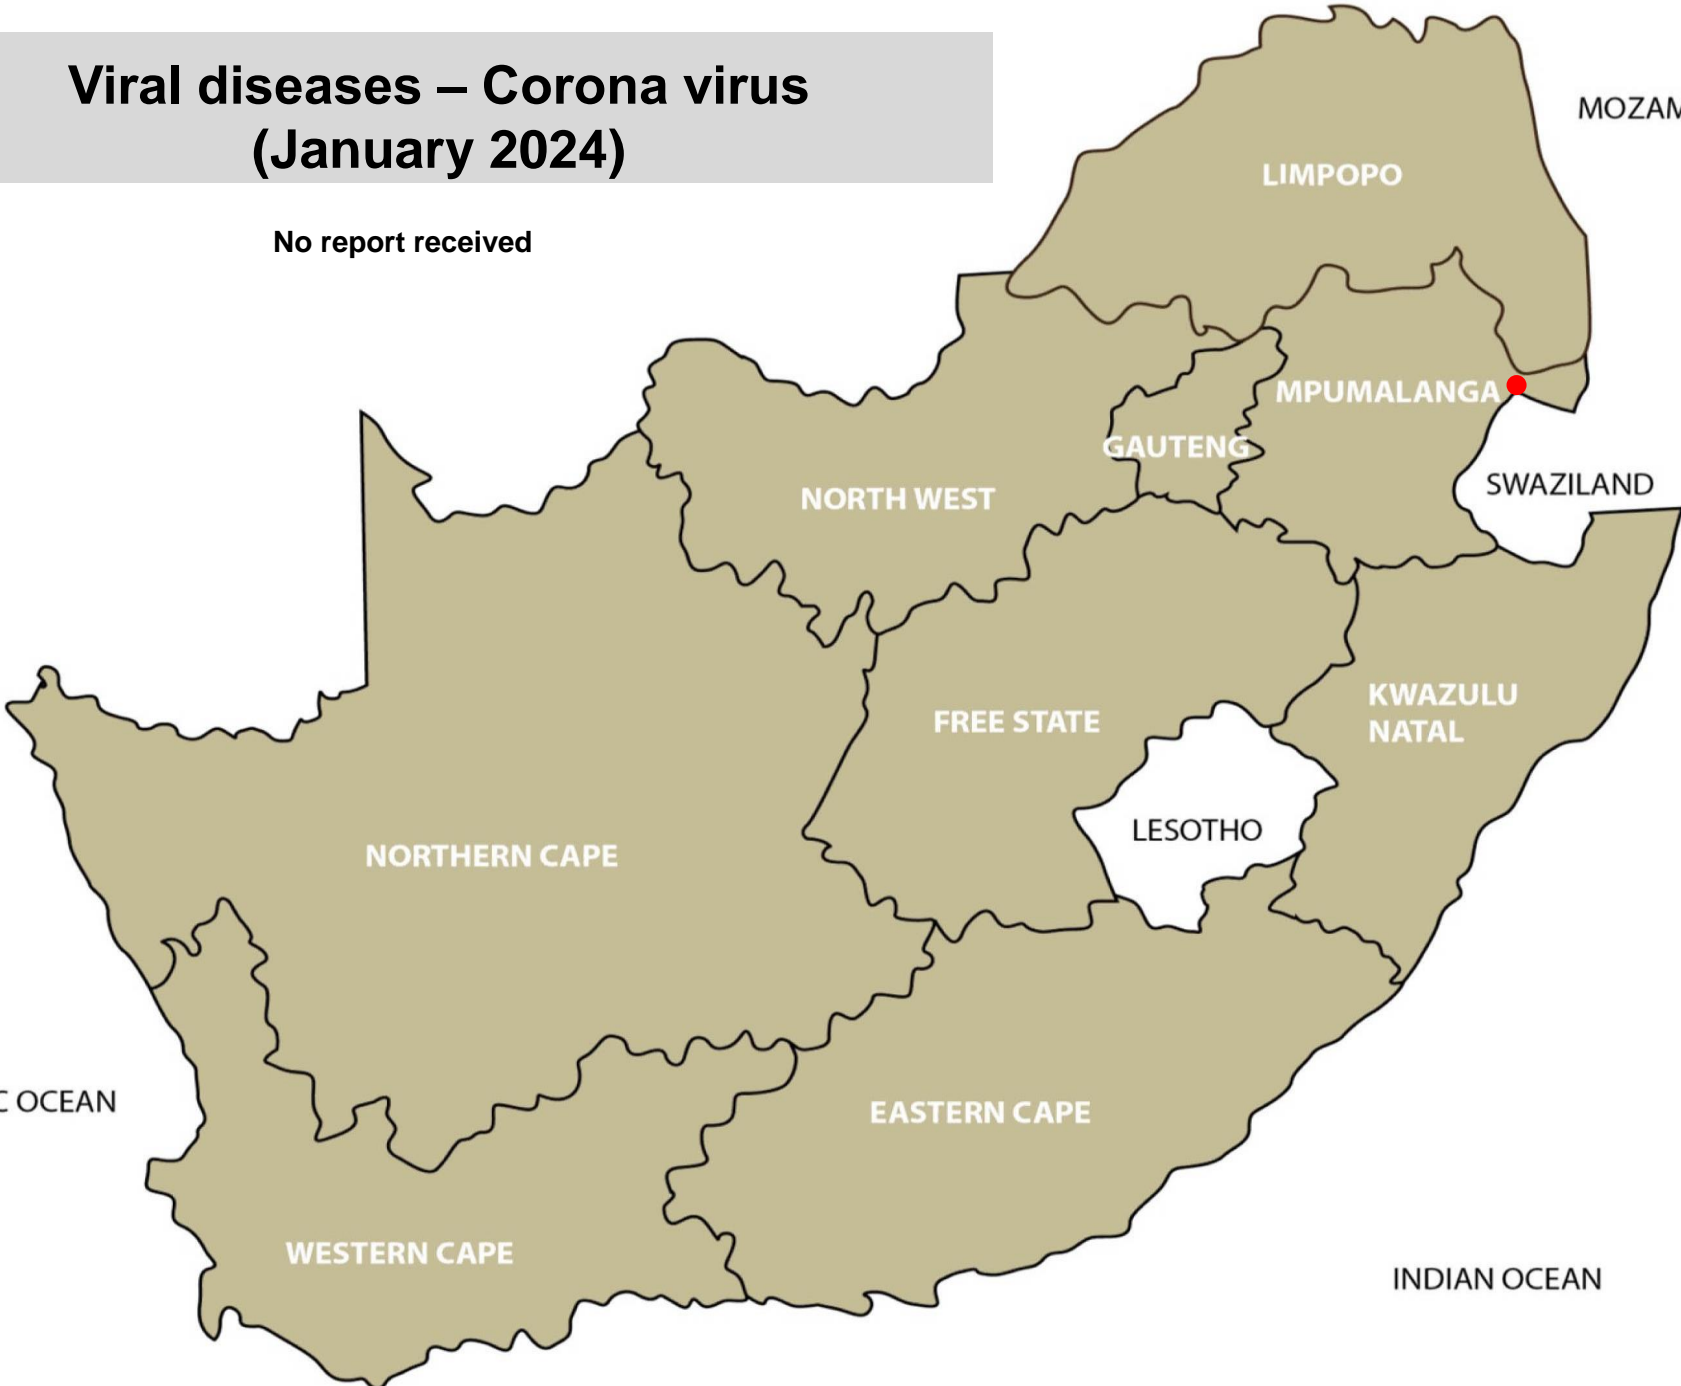 Viral diseases – Corona virus
(January 2024)
No report received
MOZAM
LIMPOPO
MPUMALANGA
GAUTENG
NORTH WEST
SWAZILAND
KWAZULU
NATAL
FREE STATE
LESOTHO
NORTHERN CAPE
C OCEAN
EASTERN CAPE
WESTERN CAPE
INDIAN OCEAN